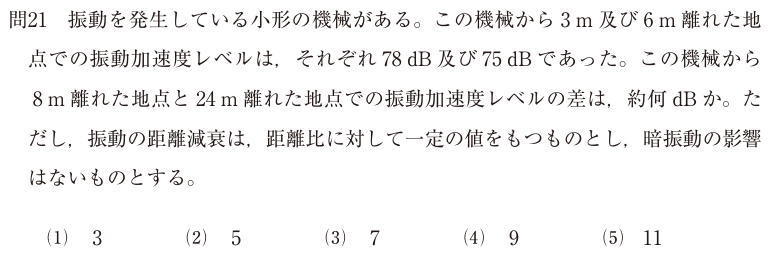 問21 振動を発生している小形の機械がある。この機械から 3 m 及び 6 m 離れた地
点での振動加速度レベルは，それぞれ 78 dB 及び 75 dB であった。この機械から
8 m 離れた地点と 24 m 離れた地点での振動加速度レベルの差は，約何 dB か。た
だし，振動の距離減衰は，距離比に対して一定の値をもつものとし，暗振動の影響
はないものとする。
(1) 3 (2) 5 (3) 7 (4) 9 (5) 11